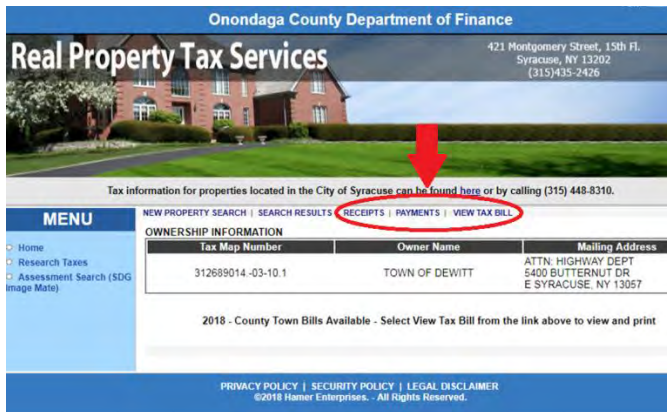 Onondaga County Department of Finance
Real Property Tax Services
421 Montgomery Street, 15th Fl.
Syracuse, NY 13202
(315)435-2426
Tax information for properties located in the City of Syracuse can be found here or by calling (315) 448-8310.
MENU
Home
Research Taxes
Assessment Search (SDG
Image Mate)
NEW PROPERTY SEARCH | SEARCH RESULTS | RECEIPTS | PAYMENTS | VIEW TAX BILL
OWNERSHIP INFORMATION
Tax Map Number Owner Name Mailing Address
312689014.-03-10.1 TOWN OF DEWITT ATTN: HIGHWAY DEPT
5400 BUTTERNUT DR
E SYRACUSE, NY 13057
2018 - County Town Bills Available - Select View Tax Bill from the link above to view and print
PRIVACY POLICY | SECURITY POLICY | LEGAL DISCLAIMER
©2018 Hamer Enterprises. - All Rights Reserved.